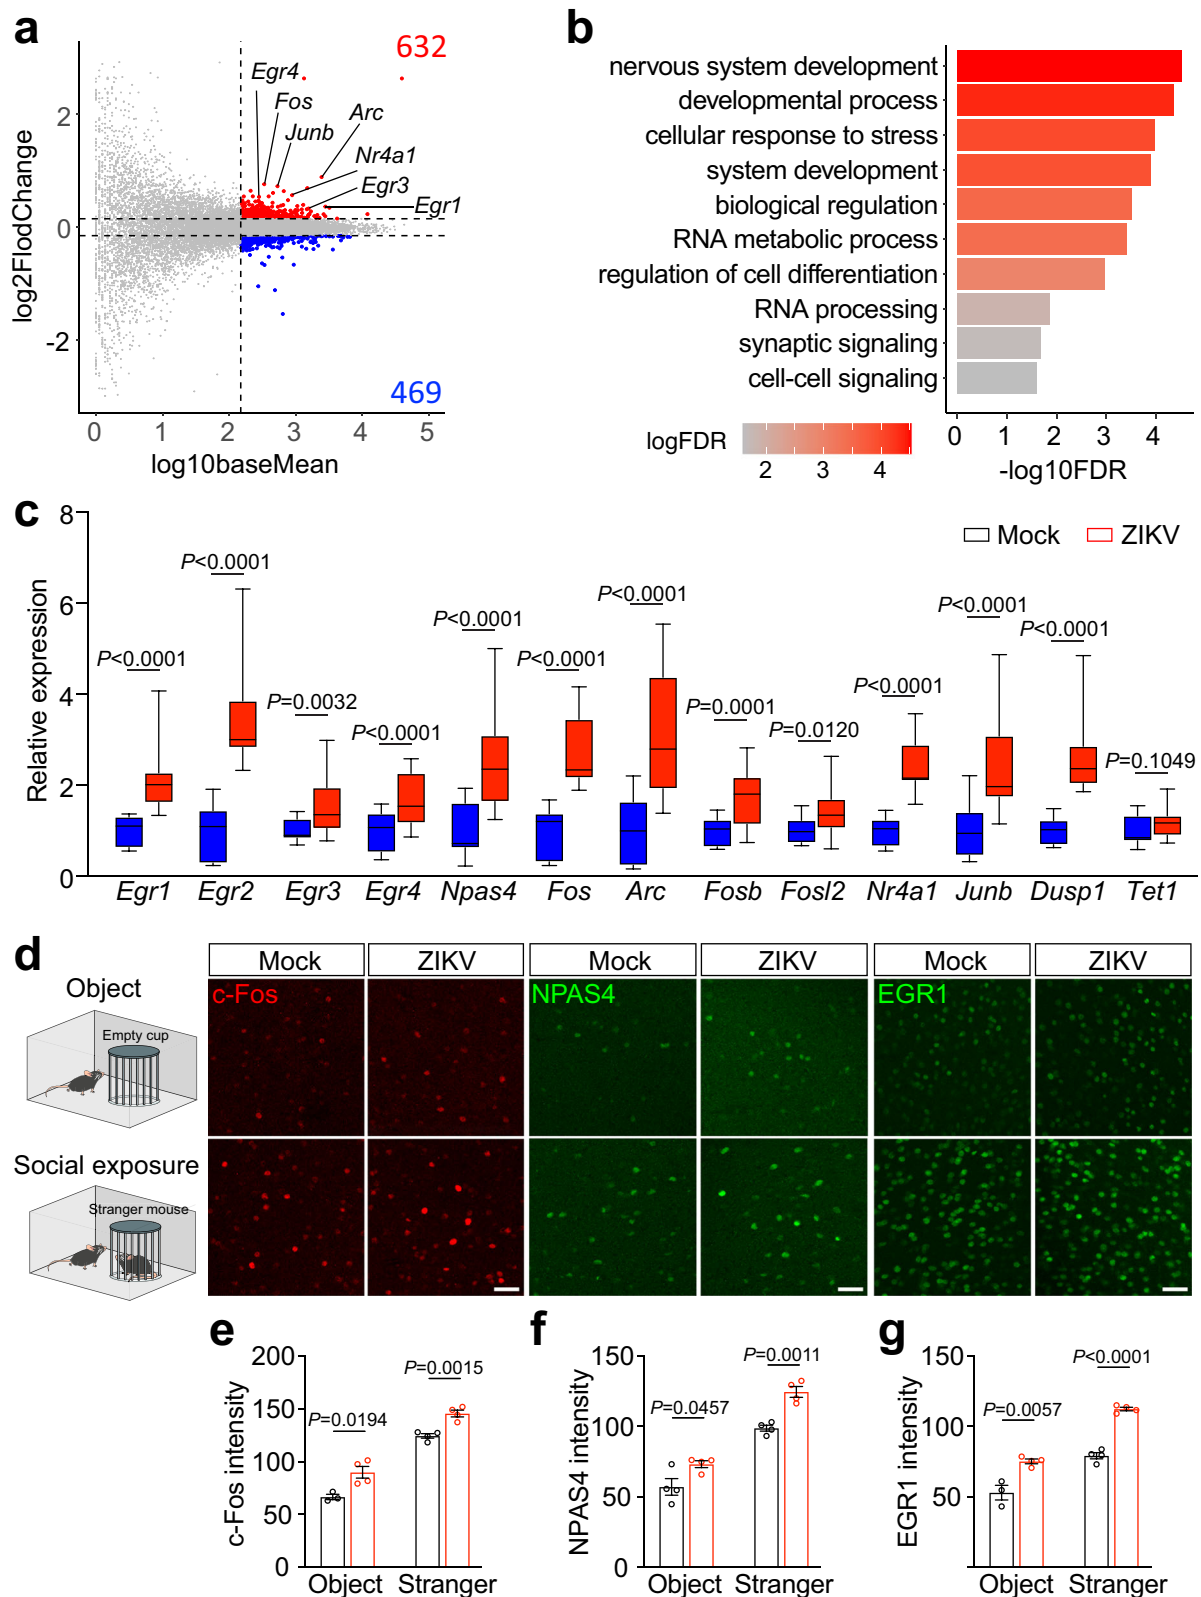 a
632
Egr4
Fos
Junb
Arc
Nr4a1
Egr3
Egr1
2
0
-2
log2FlodChange
469
0 1 2 3 4 5
log10baseMean
b
nervous system development
developmental process
cellular response to stress
system development
biological regulation
RNA metabolic process
regulation of cell differentiation
RNA processing
synaptic signaling
cell-cell signaling
0 1 2 3 4
-log10FDR
logFDR
2 3 4
c
8
6
4
2
0
Relative expression
Mock ZIKV
P<0.0001
P<0.0001
P=0.0032
P<0.0001
P<0.0001
P<0.0001
P<0.0001
P=0.0001
P=0.0120
P<0.0001
P<0.0001
P<0.0001
P=0.1049
Egr1 Egr2 Egr3 Egr4 Npas4 Fos Arc Fosb Fosl2 Nr4a1 Junb Dusp1 Tet1
d
Mock ZIKV Mock ZIKV Mock ZIKV
Object
Empty cup
c-Fos NPAS4 EGR1
Social exposure
Stranger mouse
e
200
150
100
50
0
c-Fos intensity
P=0.0194
P=0.0015
Object Stranger
f
150
100
50
0
NPAS4 intensity
P=0.0457
P=0.0011
Object Stranger
g
150
100
50
EGR1 intensity
P=0.0057
P<0.0001
Object Stranger